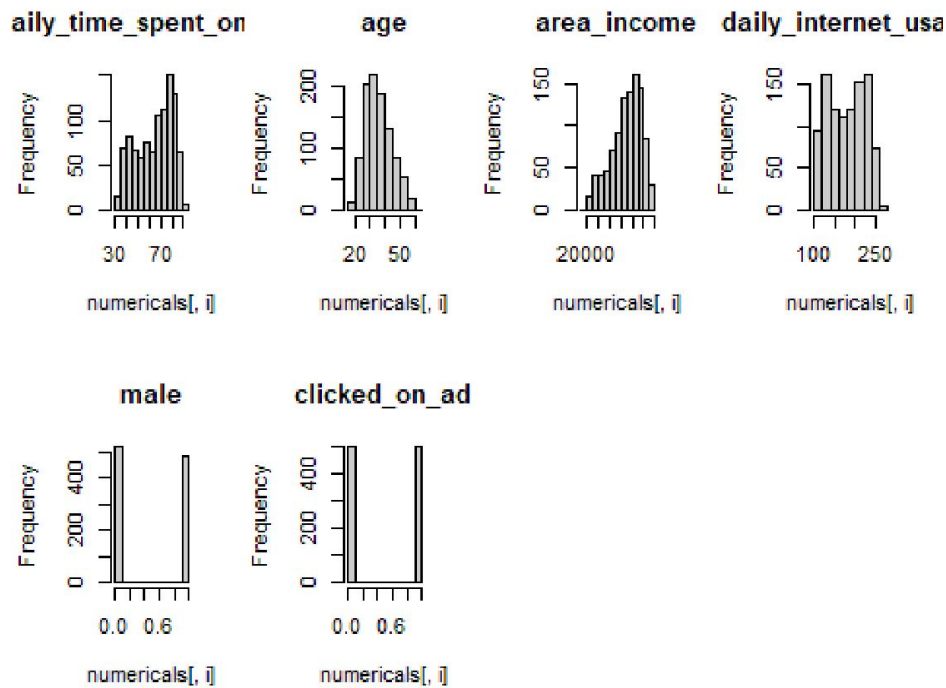 aily_time_spent_on
age
area_income
daily_internet_usa
Frequency
0
50
100
30
70
numericals[, i]
Frequency
0
100
200
20
50
numericals[, i]
Frequency
0
50
150
20000
numericals[, i]
Frequency
0
50
150
100
250
numericals[, i]
male
clicked_on_ad
Frequency
0
200
400
0.0
0.6
numericals[, i]
Frequency
0
200
400
0.0
0.6
numericals[, i]